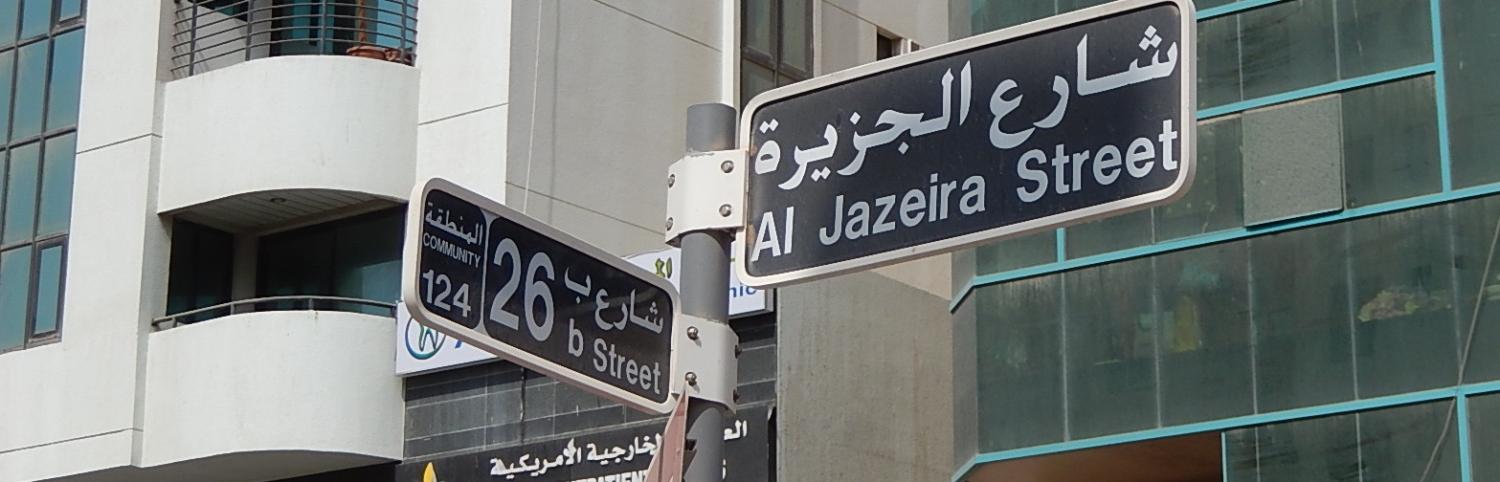 شارع الجزيرة
Al Jazeira Street
المنطقة
COMMUNITY
124
26 شارع ب
b Street
الخارجية الأمريكية